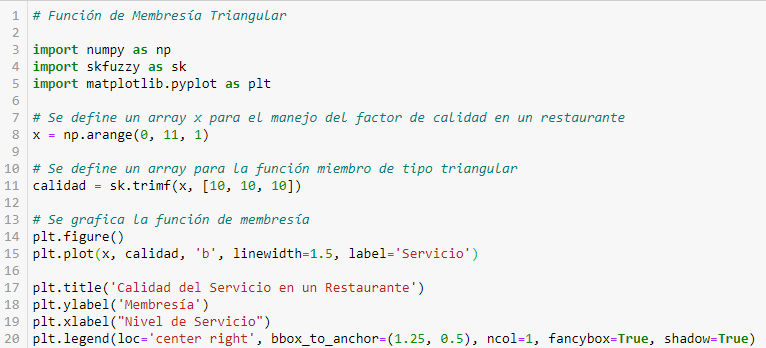 1 # Función de Membresía Triangular
2
3 import numpy as np
4 import skfuzzy as sk
5 import matplotlib.pyplot as plt
6
7 # Se define un array x para el manejo del factor de calidad en un restaurante
8 x = np.arange(0, 11, 1)
9
10 # Se define un array para la función miembro de tipo triangular
11 calidad = sk.trimf(x, [10, 10, 10])
12
13 # Se grafica la función de membresía
14 plt.figure()
15 plt.plot(x, calidad, 'b', linewidth=1.5, label='Servicio')
16
17 plt.title('Calidad del Servicio en un Restaurante')
18 plt.ylabel('Membresía')
19 plt.xlabel("Nivel de Servicio")
20 plt.legend(loc='center right', bbox_to_anchor=(1.25, 0.5), ncol=1, fancybox=True, shadow=True)